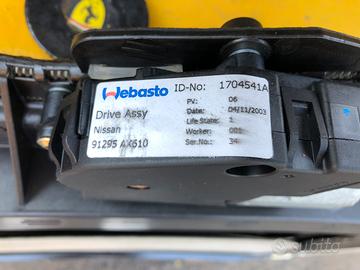 Webasto
ID-No: 1704541A
PV: 06
Drive Assy
Date: 04/11/2003
Life State: 1
Nissan
Worker: 001
91295 AX610
Ser.No.: 34
subito